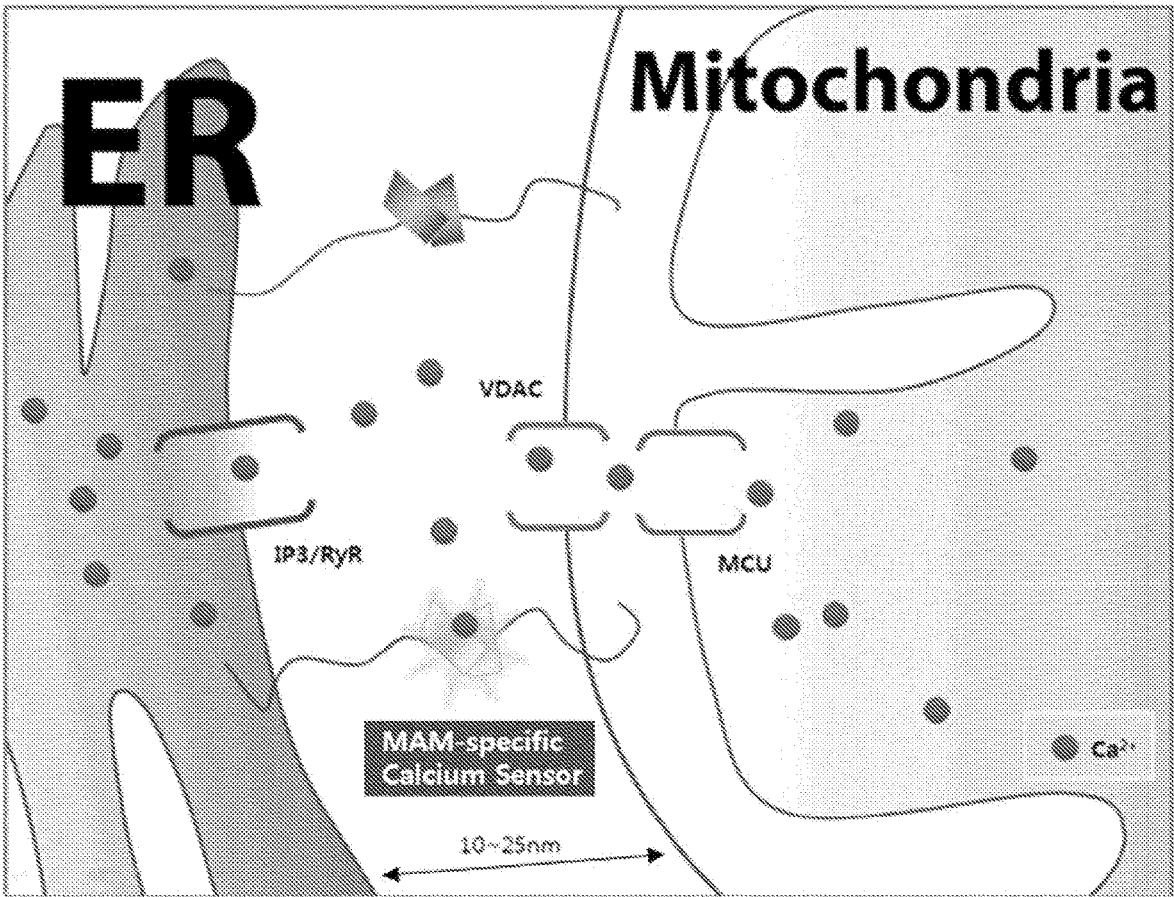 ER
Mitochondria
VDAC
IP3/RyR
MCU
MAM-specific
Calcium Sensor
Ca²⁺
10~25nm